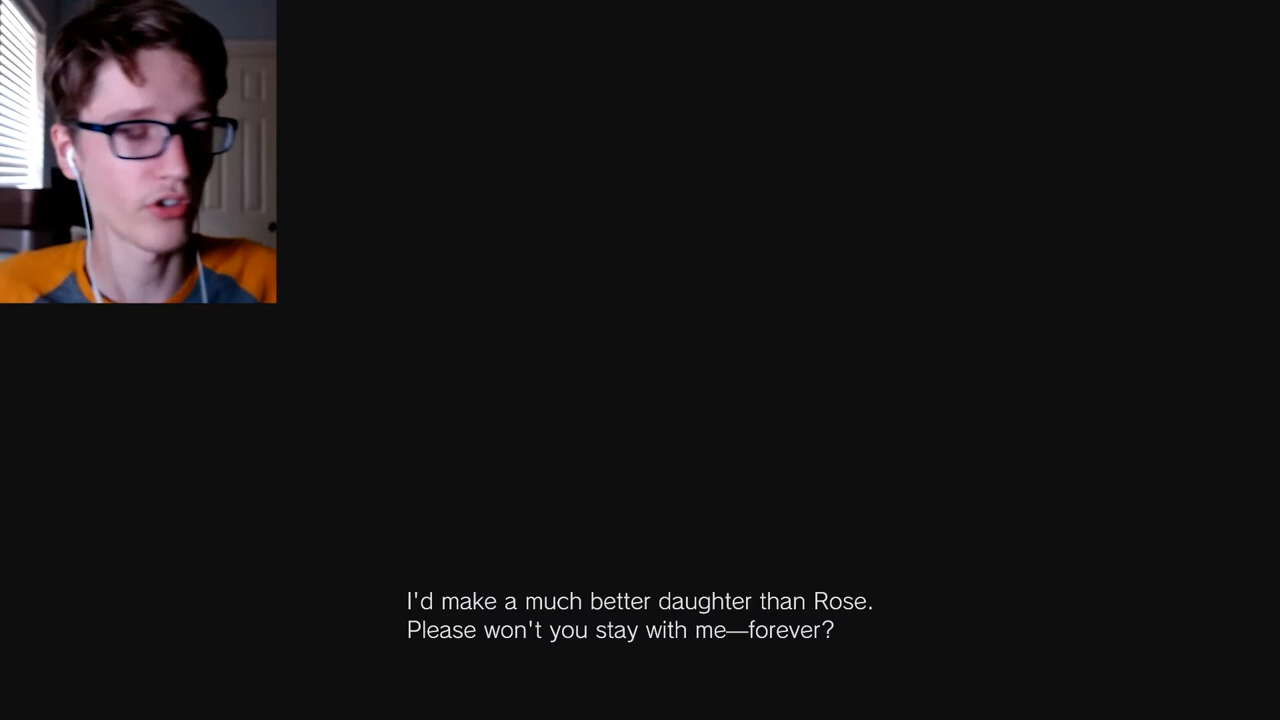 I'd make a much better daughter than Rose.
Please won't you stay with me—forever?